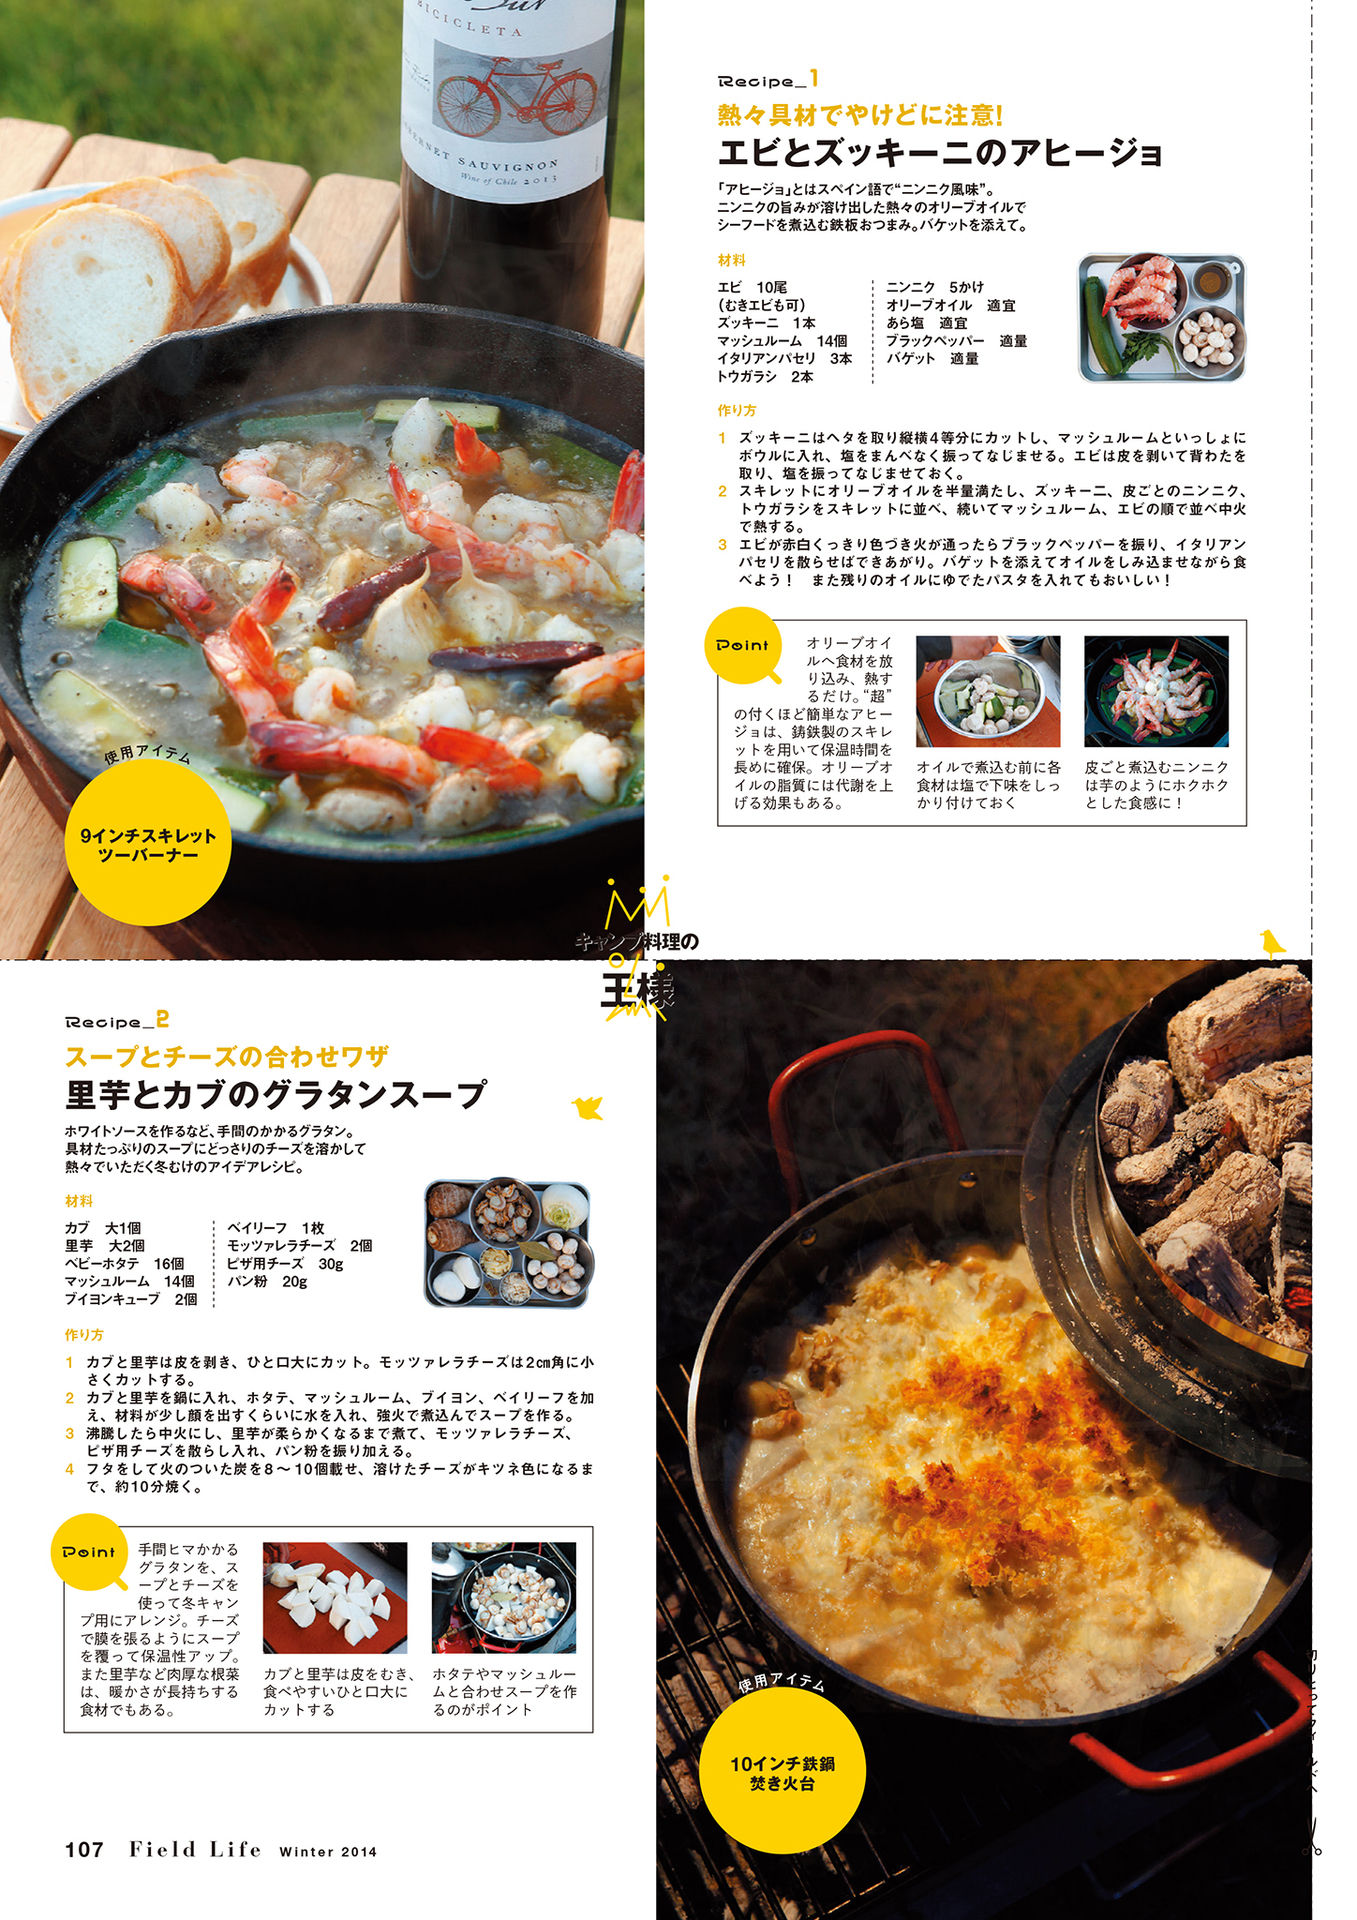 BICICLETA
CABERNET SAUVIGNON
Wine of Chile 2013
使用アイテム
9インチスキレット
ツーバーナー
Recipe_1
熱々具材でやけどに注意!
エビとズッキーニのアヒージョ
「アヒージョ」とはスペイン語で“ニンニク風味”。
ニンニクの旨みが溶け出した熱々のオリーブオイルで
シーフードを煮込む鉄板おつまみ。バケットを添えて。
材料
エビ　10尾
(むきエビも可)
ズッキーニ　1本
マッシュルーム　14個
イタリアンパセリ　3本
トウガラシ　2本
ニンニク　5かけ
オリーブオイル　適宜
あら塩　適宜
ブラックペッパー　適量
バゲット　適量
作り方
1 ズッキーニはヘタを取り縦横4等分にカットし、マッシュルームといっしょに
ボウルに入れ、塩をまんべなく振ってなじませる。エビは皮を剥いて背わたを
取り、塩を振ってなじませておく。
2 スキレットにオリーブオイルを半量満たし、ズッキーニ、皮ごとのニンニク、
トウガラシをスキレットに並べ、続いてマッシュルーム、エビの順で並べ中火
で熱する。
3 エビが赤白くっきり色づき火が通ったらブラックペッパーを振り、イタリアン
パセリを散らせばできあがり。バゲットを添えてオイルをしみ込ませながら食
べよう！　また残りのオイルにゆでたパスタを入れてもおいしい！
Point
オリーブオイ
ルへ食材を放
り込み、熱す
るだけ。“超”
の付くほど簡単なアヒー
ジョは、鋳鉄製のスキレ
ットを用いて保温時間を
長めに確保。オリーブオ
イルの脂質には代謝を上
げる効果もある。
オイルで煮込む前に各
食材は塩で下味をしっ
かり付けておく
皮ごと煮込むニンニク
は芋のようにホクホク
とした食感に！
キャンプ料理の
王様
Recipe_2
スープとチーズの合わせワザ
里芋とカブのグラタンスープ
ホワイトソースを作るなど、手間のかかるグラタン。
具材たっぷりのスープにどっさりのチーズを溶かして
熱々でいただく冬むけのアイデアレシピ。
材料
カブ　大1個
里芋　大2個
ベビーホタテ　16個
マッシュルーム　14個
ブイヨンキューブ　2個
ベイリーフ　1枚
モッツァレラチーズ　2個
ピザ用チーズ　30g
パン粉　20g
作り方
1 カブと里芋は皮を剥き、ひと口大にカット。モッツァレラチーズは2㎝角に小
さくカットする。
2 カブと里芋を鍋に入れ、ホタテ、マッシュルーム、ブイヨン、ベイリーフを加
え、材料が少し顔を出すくらいに水を入れ、強火で煮込んでスープを作る。
3 沸騰したら中火にし、里芋が柔らかくなるまで煮て、モッツァレラチーズ、
ピザ用チーズを散らし入れ、パン粉を振り加える。
4 フタをして火のついた炭を8〜10個載せ、溶けたチーズがキツネ色になるま
で、約10分焼く。
Point
手間ヒマかかる
グラタンを、ス
ープとチーズを
使って冬キャン
プ用にアレンジ。チーズ
で膜を張るようにスープ
を覆って保温性アップ。
また里芋など肉厚な根菜
は、暖かさが長持ちする
食材でもある。
カブと里芋は皮をむき、
食べやすいひと口大に
カットする
ホタテやマッシュルー
ムと合わせスープを作
るのがポイント
使用アイテム
10インチ鉄鍋
焚き火台
107 Field Life Winter 2014